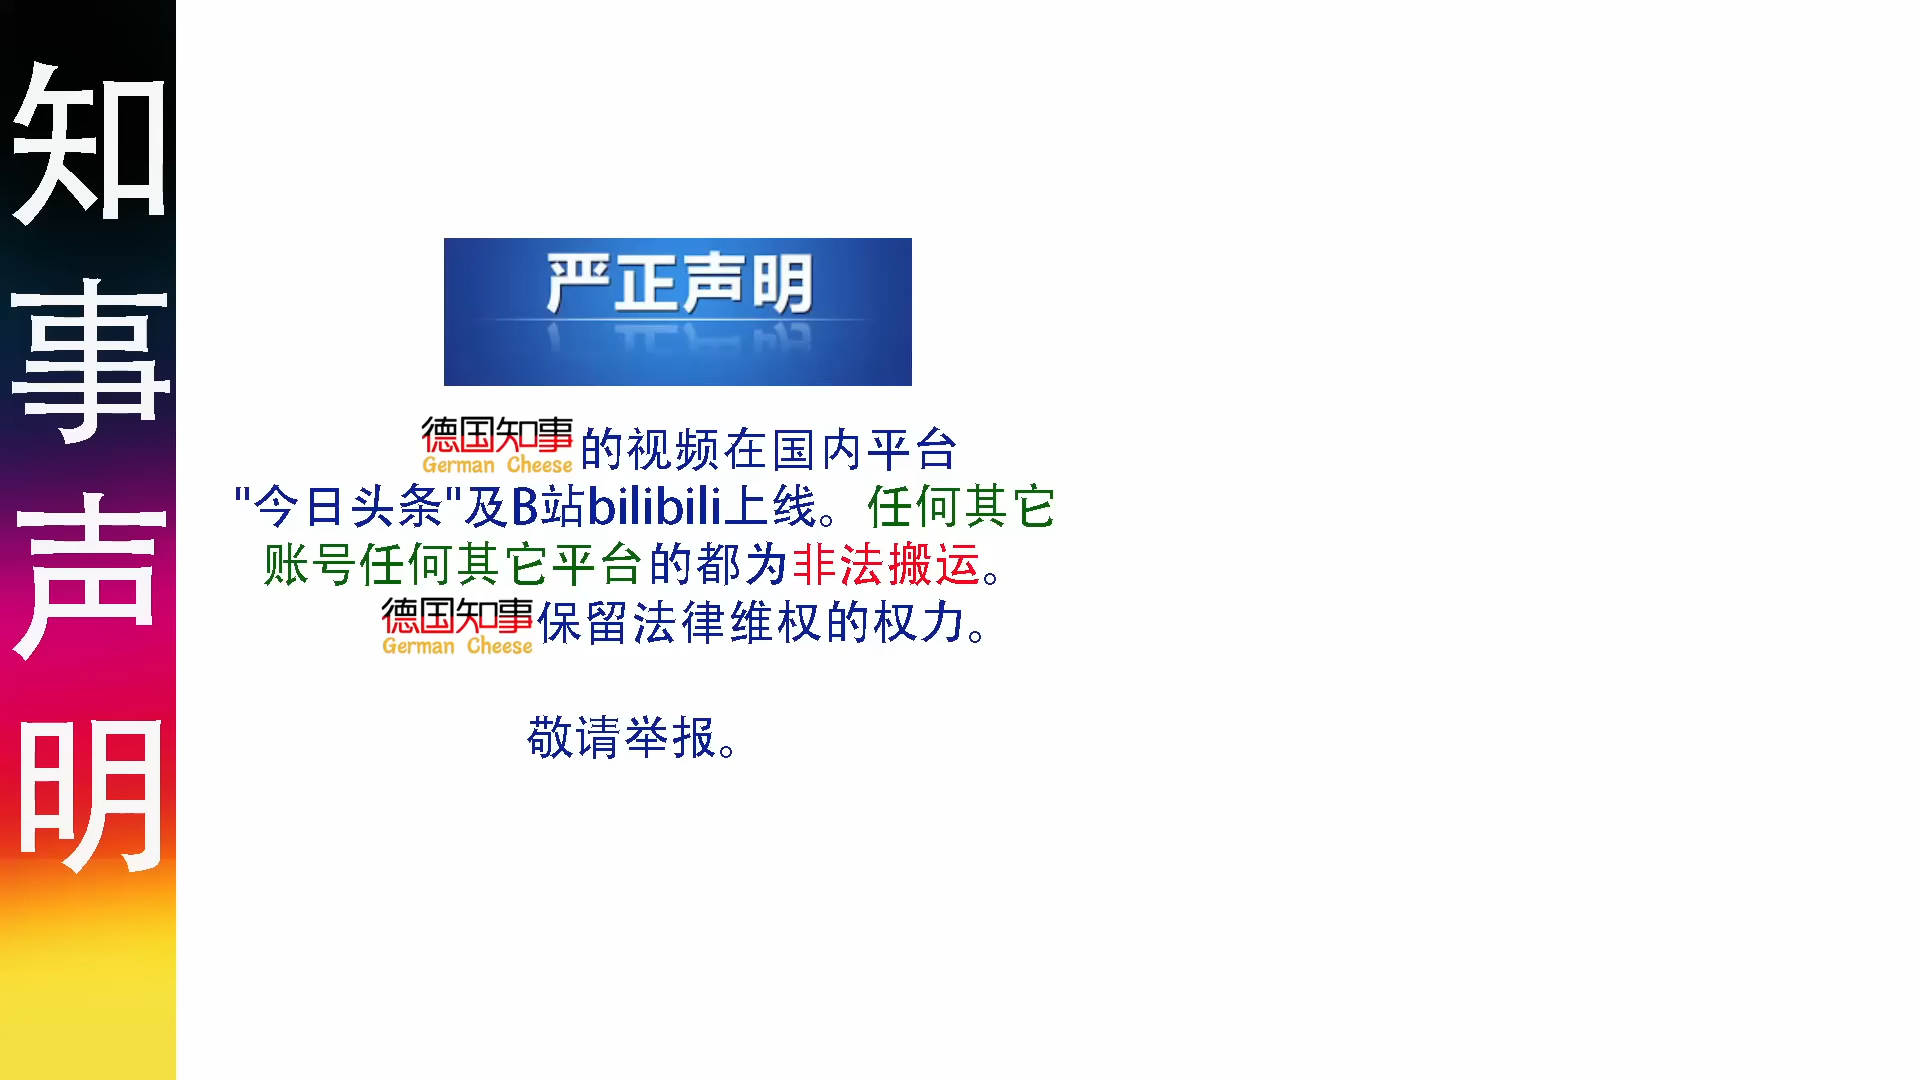 知事声明
严正声明
德国知事 German Cheese 的视频在国内平台
"今日头条"及B站bilibili上线。任何其它
账号任何其它平台的都为非法搬运。
德国知事 German Cheese 保留法律维权的权力。
敬请举报。